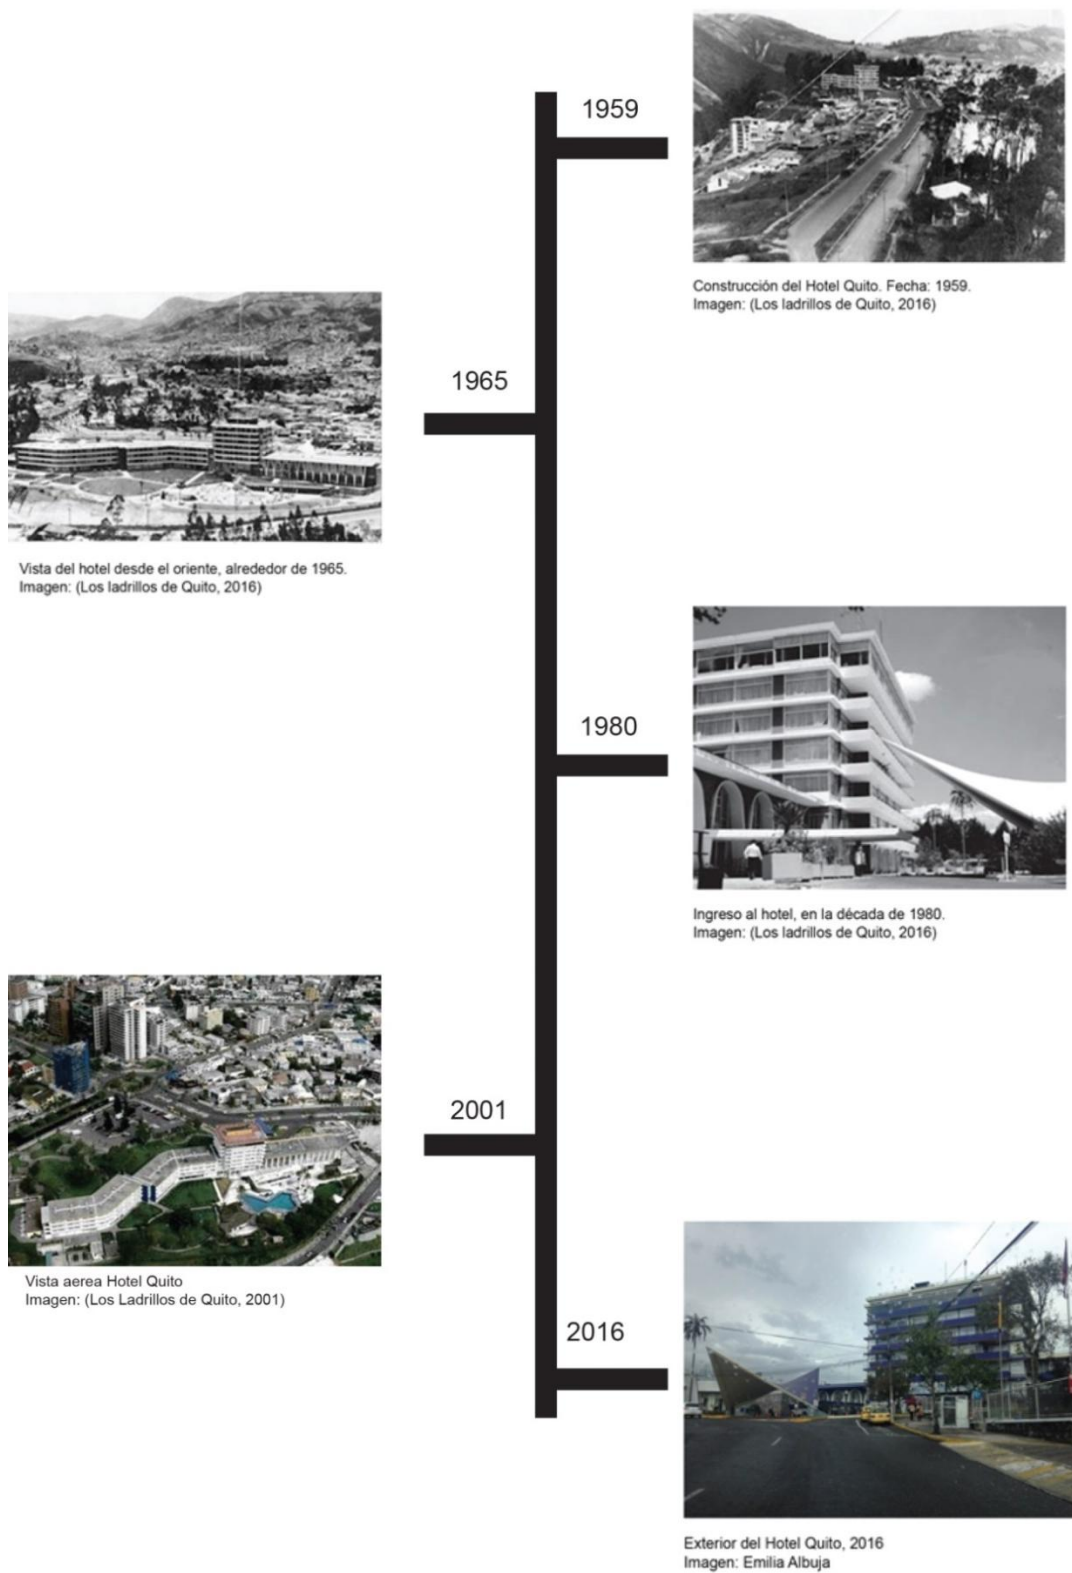 1959
Construcción del Hotel Quito. Fecha: 1959.
Imagen: (Los ladrillos de Quito, 2016)
1965
Vista del hotel desde el oriente, alrededor de 1965.
Imagen: (Los ladrillos de Quito, 2016)
1980
Ingreso al hotel, en la década de 1980.
Imagen: (Los ladrillos de Quito, 2016)
2001
Vista aerea Hotel Quito
Imagen: (Los Ladrillos de Quito, 2001)
2016
Exterior del Hotel Quito, 2016
Imagen: Emilia Albuja